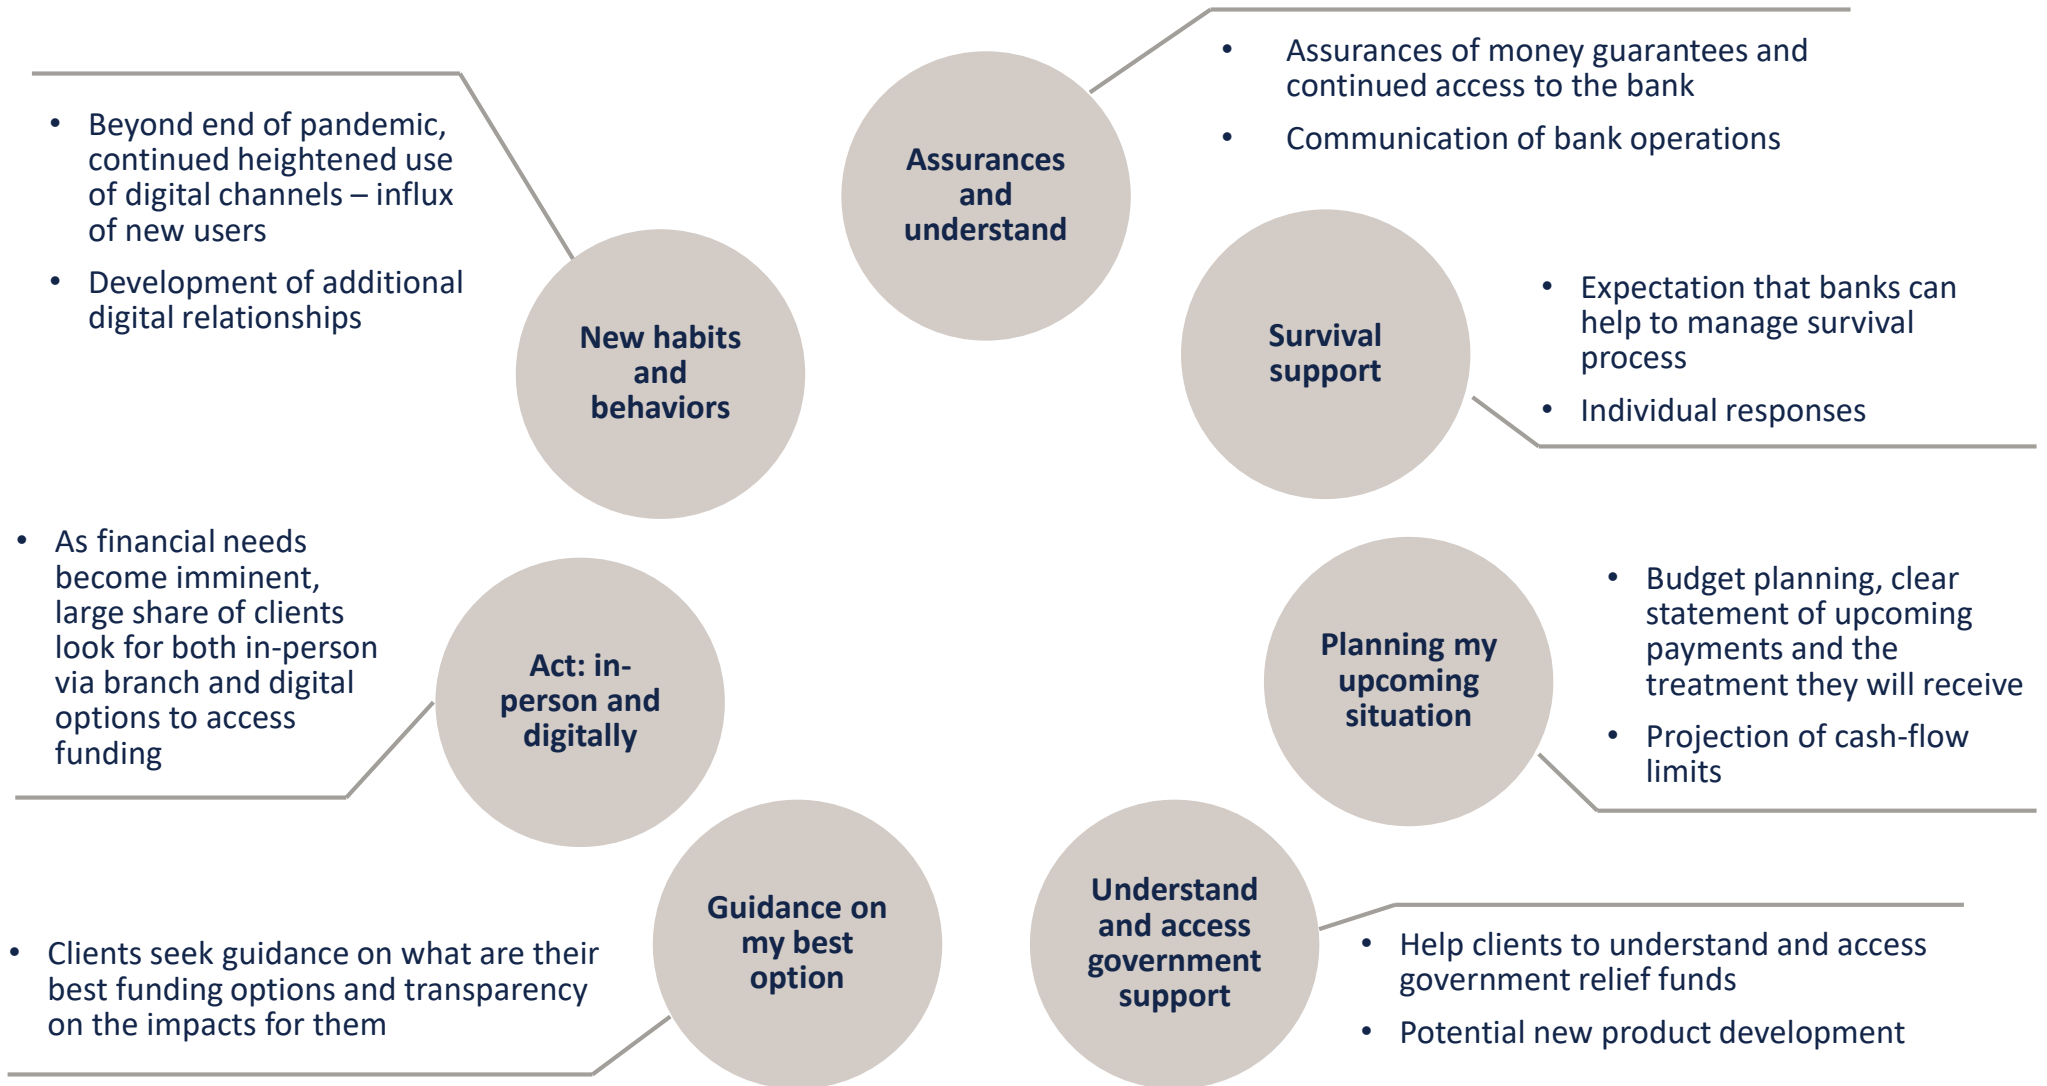 Assurances
and
understand
• Assurances of money guarantees and
continued access to the bank
• Communication of bank operations
Survival
support
• Expectation that banks can
help to manage survival
process
• Individual responses
Planning my
upcoming
situation
• Budget planning, clear
statement of upcoming
payments and the
treatment they will receive
• Projection of cash-flow
limits
Understand
and access
government
support
• Help clients to understand and access
government relief funds
• Potential new product development
Guidance on
my best
option
• Clients seek guidance on what are their
best funding options and transparency
on the impacts for them
Act: in-
person and
digitally
• As financial needs
become imminent,
large share of clients
look for both in-person
via branch and digital
options to access
funding
New habits
and
behaviors
• Beyond end of pandemic,
continued heightened use
of digital channels – influx
of new users
• Development of additional
digital relationships